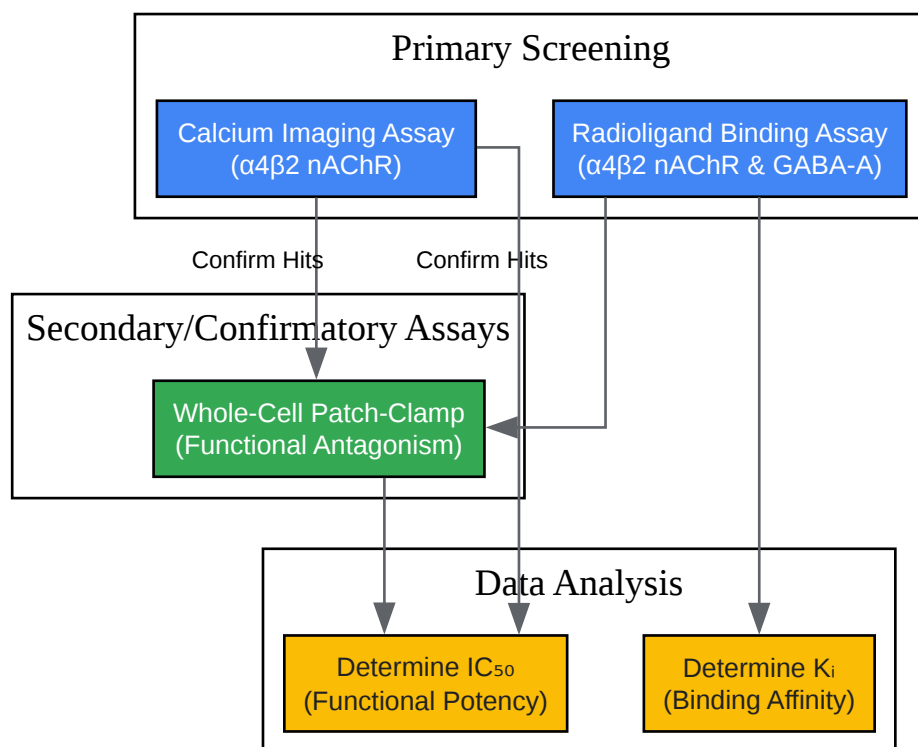 Primary Screening
Calcium Imaging Assay
(α4β2 nAChR)
Radioligand Binding Assay
(α4β2 nAChR & GABA-A)
Confirm Hits
Confirm Hits
Secondary/Confirmatory Assays
Whole-Cell Patch-Clamp
(Functional Antagonism)
Data Analysis
Determine IC₅₀
(Functional Potency)
Determine Kᵢ
(Binding Affinity)